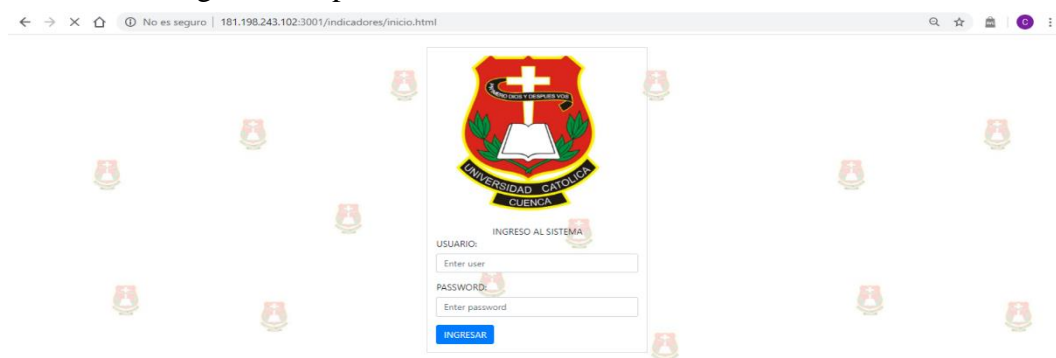 No es seguro | 181.198.243.102:3001/indicadores/inicio.html
C
PRIMERO DIOS Y DESPUES VOS
UNIVERSIDAD CATOLICA
CUENCA
INGRESO AL SISTEMA
USUARIO:
Enter user
PASSWORD:
Enter password
INGRESAR